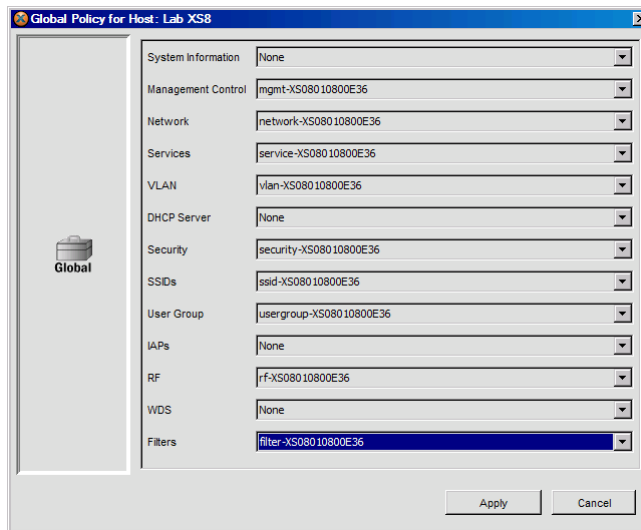 Global Policy for Host: Lab XS8
System Information None
Management Control mgmt-XS08010800E36
Network network-XS08010800E36
Services service-XS08010800E36
VLAN vlan-XS08010800E36
DHCP Server None
Security security-XS08010800E36
SSIDs ssid-XS08010800E36
User Group usergroup-XS08010800E36
IAPs None
RF rf-XS08010800E36
WDS None
Filters filter-XS08010800E36
Global
Apply Cancel